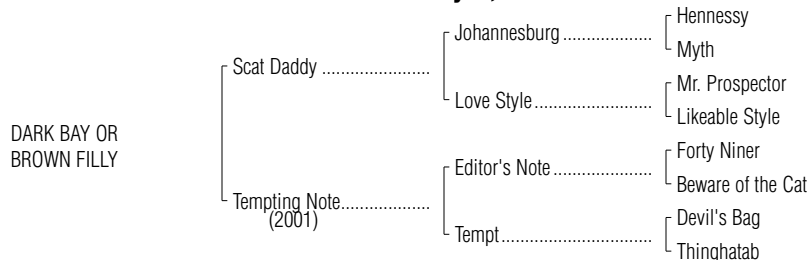 DARK BAY OR
BROWN FILLY
Scat Daddy ......................
Tempting Note..................
(2001)
Johannesburg ..................
Love Style........................
Editor's Note ....................
Tempt..............................
Hennessy
Myth
Mr. Prospector
Likeable Style
Forty Niner
Beware of the Cat
Devil's Bag
Thinghatab